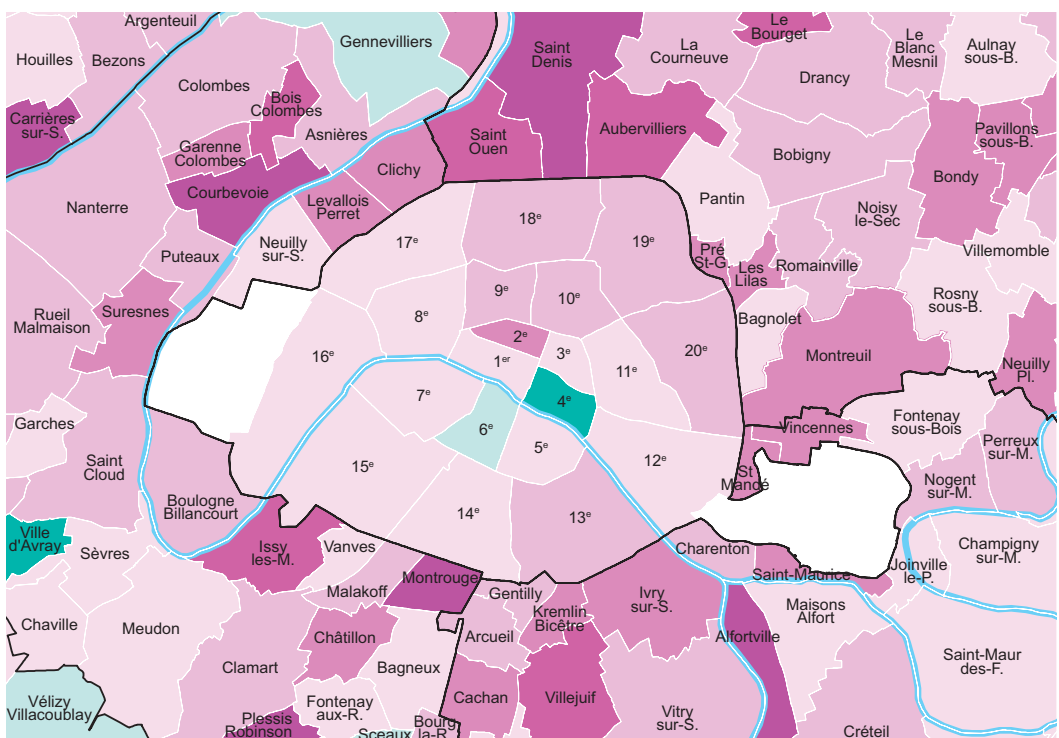 Argenteuil
Houilles
Bezons
Gennevilliers
Saint
Denis
La
Courneuve
Le
Bourget
Le
Blanc
Mesnil
Aulnay
sous-B.
Colombes
Bois
Colombes
Drancy
Carrières
sur-S.
Asnières
Saint
Ouen
Aubervilliers
Pavillons
sous-B.
Garenne
Colombes
Clichy
Bobigny
Bondy
Courbevoie
Levallois
Perret
Pantin
Nanterre
Noisy
le-Sec
18e
17e
19e
Neuilly
sur-S.
Puteaux
Pré
St-G.
Les
Lilas
Romainville
Villemomble
9e
10e
Rosny
sous-B.
Rueil
Malmaison
Suresnes
8e
Bagnolet
2e
16e
1er
3e
11e
20e
Montreuil
Neuilly
Pl.
7e
4e
Garches
6e
5e
Vincennes
Fontenay
sous-Bois
Perreux
sur-M.
Saint
Cloud
15e
12e
St
Mandé
Nogent
sur-M.
Boulogne
Billancourt
14e
13e
Ville
d'Avray
Sèvres
Issy
les-M.
Vanves
Charenton
Champigny
sur-M.
Joinville
le-P.
Montrouge
Saint-Maurice
Malakoff
Gentilly
Ivry
sur-S.
Maisons
Alfort
Chaville
Meudon
Châtillon
Arcueil
Kremlin
Bicêtre
Alfortville
Saint-Maur
des-F.
Clamart
Bagneux
Vélizy
Villacoublay
Fontenay
aux-R.
Cachan
Villejuif
Plessis
Robinson
Sceaux
Bourg
la-R.
Vitry
sur-S.
Créteil